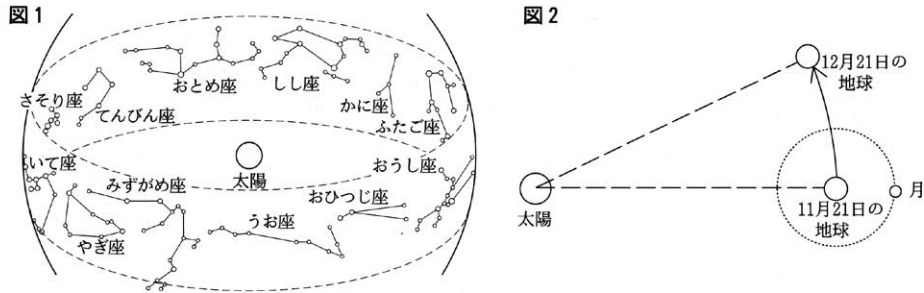 図1
おとめ座
しし座
さそり座
てんびん座
かに座
ふたご座
いて座
みずがめ座
太陽
おうし座
おひつじ座
うお座
やぎ座
図2
12月21日の
地球
太陽
11月21日の
地球
月